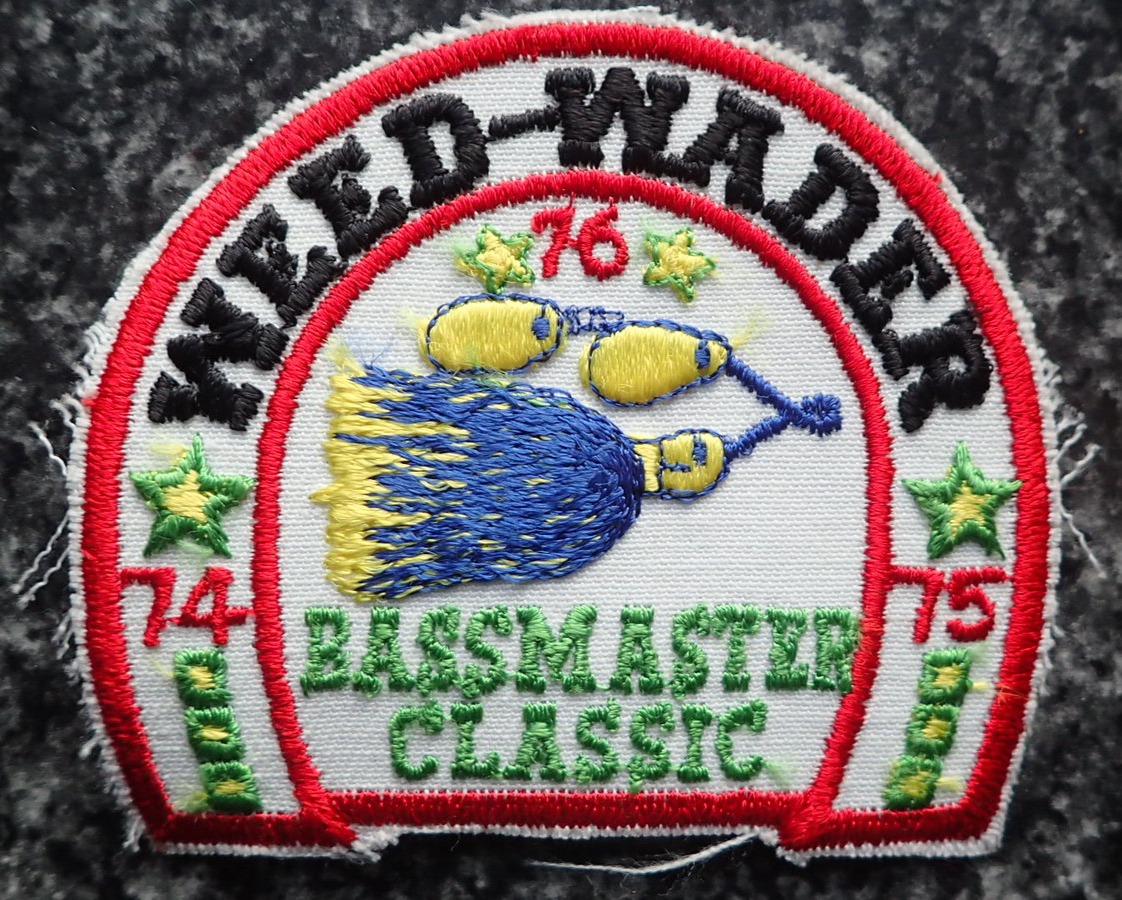 WEED-WADER
76
74
75
BASSMASTER
CLASSIC